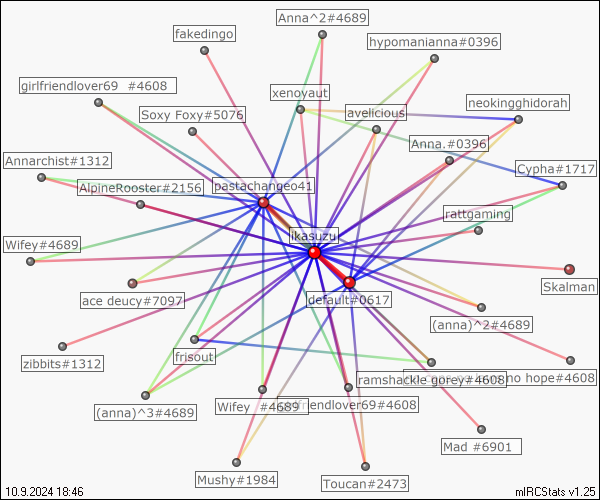 Anna^2#4689
fakedingo
hypomanianna#0396
girlfriendlover69 #4608
xenoyaut
neokingghidorah
Soxy Foxy#5076
avelicious
Anna.#0396
Annarchist#1312
Cypha#1717
AlpineRooster#2156
pastachangeo41
rattgaming
ikasuzu
Wifey#4689
Skalman
ace deucy#7097
default#0617
(anna)^2#4689
zibbits#1312
frisout
ramshackle gorey#4608
no hope#4608
(anna)^3#4689
Wifey #4689
friendlover69#4608
Mad #6901
Mushy#1984
Toucan#2473
10.9.2024 18:46
mIRCStats v1.25